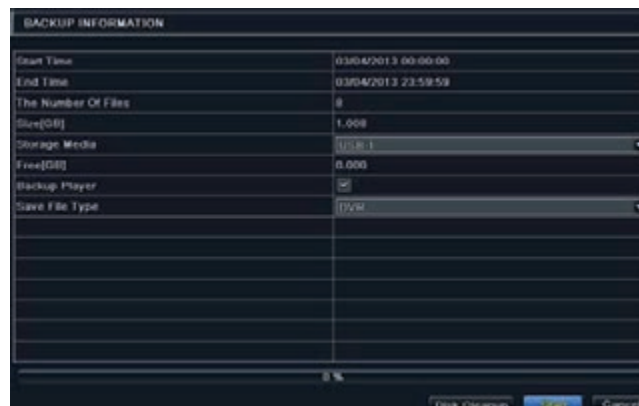 BACKUP INFORMATION
Start Time 03/04/2013 00:00:00
End Time 03/04/2013 23:59:59
The Number Of Files 8
Size[GB] 1.008
Storage Media USB 1
Free[GB] 0.000
Backup Player
Save File Type DVR
0 %
Disk Cleanup Start Cancel